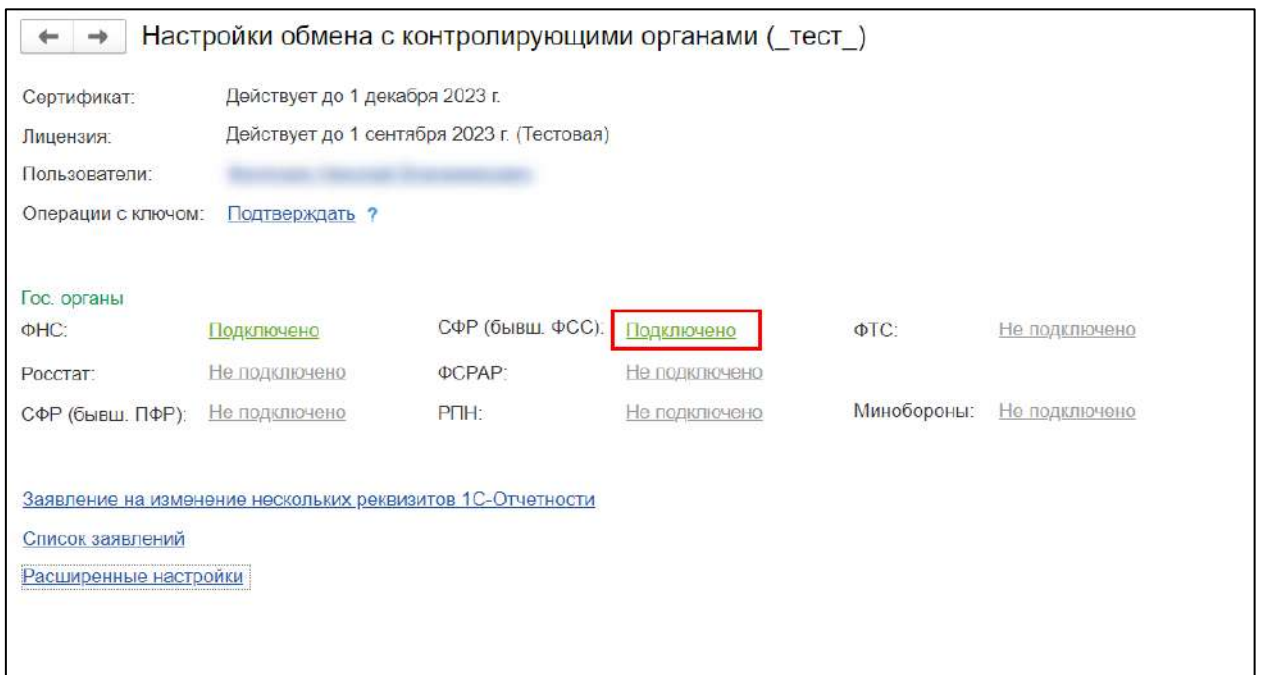 Настройки обмена с контролирующими органами (_тест_)
Сертификат: Действует до 1 декабря 2023 г.
Лицензия: Действует до 1 сентября 2023 г. (Тестовая)
Пользователи:
Операции с ключом: Подтверждать ?
Гос. органы
ФНС: Подключено СФР (бывш. ФСС): Подключено ФТС: Не подключено
Росстат: Не подключено ФСРАР: Не подключено
СФР (бывш. ПФР): Не подключено РПН: Не подключено Минобороны: Не подключено
Заявление на изменение нескольких реквизитов 1С-Отчетности
Список заявлений
Расширенные настройки